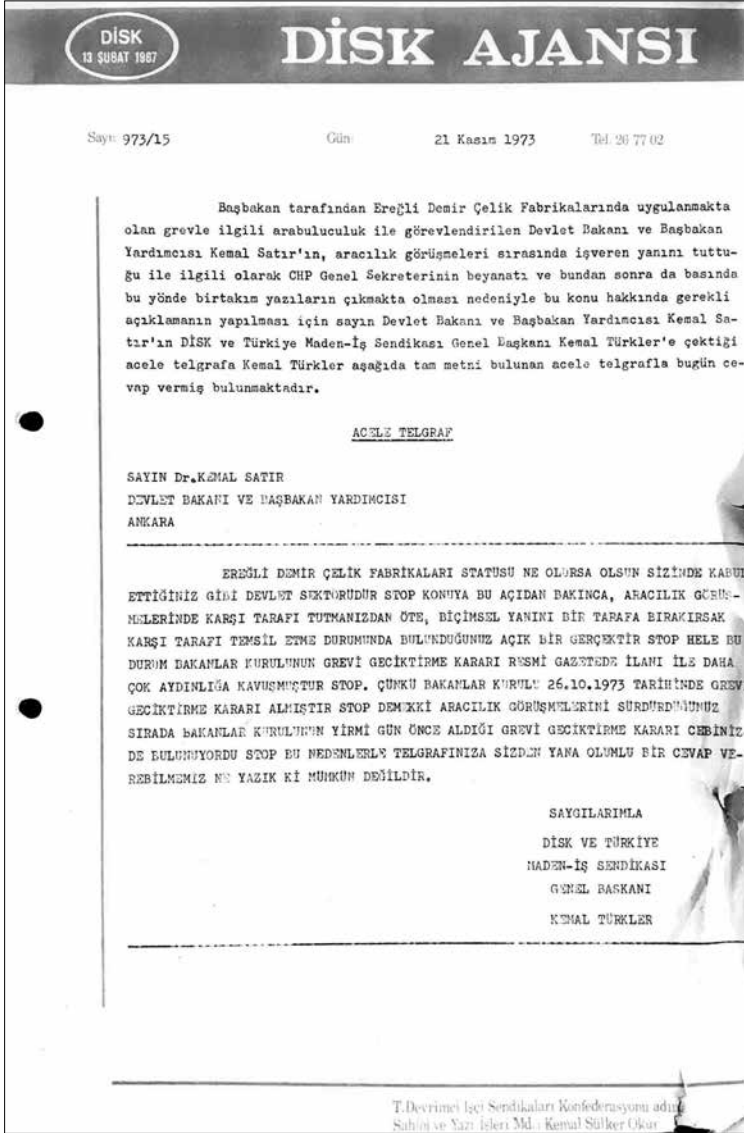 DİSK
13 ŞUBAT 1967
DİSK AJANSI
Sayı: 973/15 Gün: 21 Kasım 1973 Tel. 26 77 02
Başbakan tarafından Ereğli Demir Çelik Fabrikalarında uygulanmakta
olan grevle ilgili arabuluculuk ile görevlendirilen Devlet Bakanı ve Başbakan
Yardımcısı Kemal Satır'ın, aracılık görüşmeleri sırasında işveren yanını tuttu-
ğu ile ilgili olarak CHP Genel Sekreterinin beyanatı ve bundan sonra da basında
bu yönde birtakım yazıların çıkmakta olması nedeniyle bu konu hakkında gerekli
açıklamanın yapılması için sayın Devlet Bakanı ve Başbakan Yardımcısı Kemal Sa-
tır'ın DİSK ve Türkiye Maden-İş Sendikası Genel Başkanı Kemal Türkler'e çektiği
acele telgrafa Kemal Türkler aşağıda tam metni bulunan acele telgrafla bugün ce-
vap vermiş bulunmaktadır.
ACELE TELGRAF
SAYIN Dr.KEMAL SATIR
DEVLET BAKANI VE BAŞBAKAN YARDIMCISI
ANKARA
EREĞLİ DEMİR ÇELİK FABRİKALARI STATÜSÜ NE OLURSA OLSUN SİZİNDE KABUL
ETTİĞİNİZ GİBİ DEVLET SEKTÖRÜDÜR STOP KONUYA BU AÇIDAN BAKINCA, ARACILIK GÖRÜŞ-
MELERİNDE KARŞI TARAFI TUTMANIZDAN ÖTE, BİÇİMSEL YANINI BİR TARAFA BIRAKIRSAK
KARŞI TARAFI TEMSİL ETME DURUMUNDA BULUNDUĞUNUZ AÇIK BİR GERÇEKTİR STOP HELE BU
DURUM BAKANLAR KURULUNUN GREVİ GECİKTİRME KARARI RESMİ GAZETEDE İLANI İLE DAHA
ÇOK AYDINLIĞA KAVUŞMUŞTUR STOP. ÇÜNKÜ BAKANLAR KURULU 26.10.1973 TARİHİNDE GREVİ
GECİKTİRME KARARI ALMIŞTIR STOP DEMEKKİ ARACILIK GÖRÜŞMELERİNİ SÜRDÜRDÜĞÜNÜZ
SIRADA BAKANLAR KURULUNUN YİRMİ GÜN ÖNCE ALDIĞI GREVİ GECİKTİRME KARARI CEBİNİZ-
DE BULUNUYORDU STOP BU NEDENLERLE TELGRAFINIZA SİZDEN YANA OLUMLU BİR CEVAP VE-
REBİLMEMİZ NE YAZIK Kİ MÜMKÜN DEĞİLDİR.
SAYGILARIMLA
DİSK VE TÜRKİYE
MADEN-İŞ SENDİKASI
GENEL BASKANI
KEMAL TÜRKLER
T.Devrimci İşçi Sendikaları Konfederasyonu adına
Sahibi ve Yazı İşleri Md.: Kemal Sülker Okur